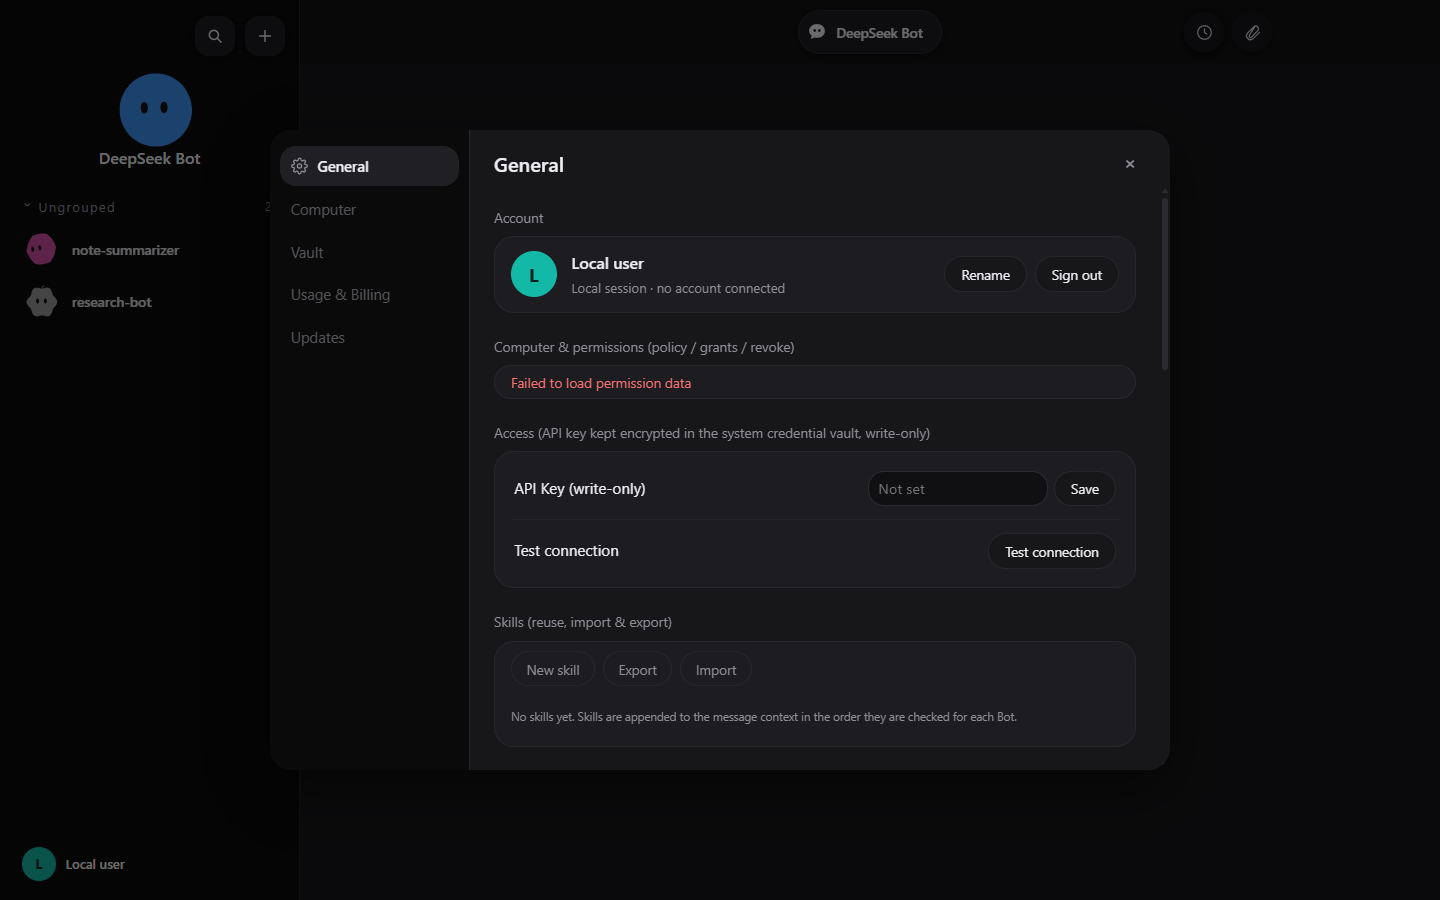 DeepSeek Bot
DeepSeek Bot
Ungrouped 2
note-summarizer
research-bot
L Local user
General
Computer
Vault
Usage & Billing
Updates
General
Account
L
Local user
Local session · no account connected
Rename
Sign out
Computer & permissions (policy / grants / revoke)
Failed to load permission data
Access (API key kept encrypted in the system credential vault, write-only)
API Key (write-only)
Not set
Save
Test connection
Test connection
Skills (reuse, import & export)
New skill
Export
Import
No skills yet. Skills are appended to the message context in the order they are checked for each Bot.